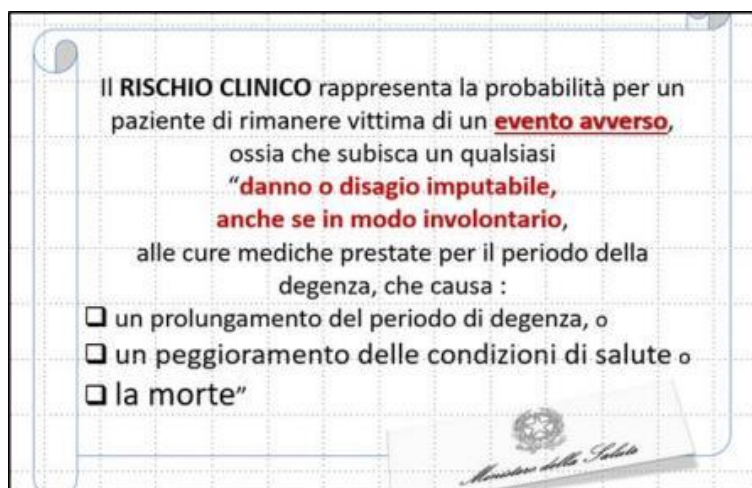 Il RISCHIO CLINICO rappresenta la probabilità per un
paziente di rimanere vittima di un evento avverso,
ossia che subisca un qualsiasi
“danno o disagio imputabile,
anche se in modo involontario,
alle cure mediche prestate per il periodo della
degenza, che causa :
❑ un prolungamento del periodo di degenza, o
❑ un peggioramento delle condizioni di salute o
❑ la morte”
Ministero della Salute